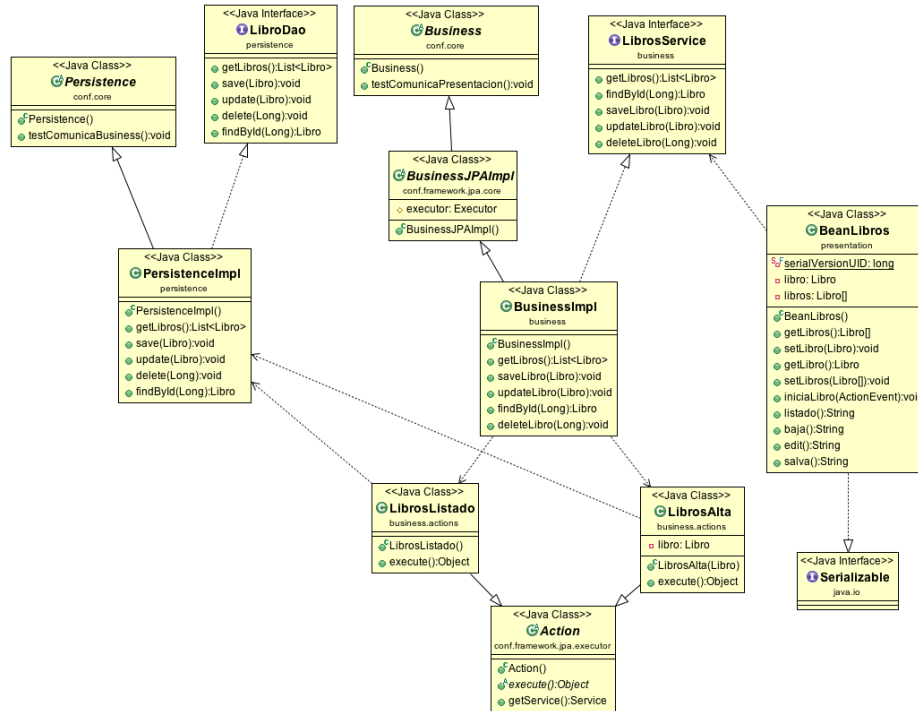 <<Java Interface>>
LibroDao
persistence
getLibros():List<Libro>
save(Libro):void
update(Libro):void
delete(Long):void
findById(Long):Libro
<<Java Class>>
Business
conf.core
Business()
testComunicaPresentacion():void
<<Java Interface>>
LibrosService
business
getLibros():List<Libro>
findById(Long):Libro
saveLibro(Libro):void
updateLibro(Libro):void
deleteLibro(Long):void
<<Java Class>>
Persistence
conf.core
Persistence()
testComunicaBusiness():void
<<Java Class>>
BusinessJPAImpl
conf.framework.jpa.core
executor: Executor
BusinessJPAImpl()
<<Java Class>>
BeanLibros
presentation
serialVersionUID: long
libro: Libro
libros: Libro[]
BeanLibros()
getLibros():Libro[]
setLibro(Libro):void
getLibro():Libro
setLibros(Libro[]):void
iniciaLibro(ActionEvent):void
listado():String
baja():String
edit():String
salva():String
<<Java Class>>
PersistenceImpl
persistence
PersistenceImpl()
getLibros():List<Libro>
save(Libro):void
update(Libro):void
delete(Long):void
findById(Long):Libro
<<Java Class>>
BusinessImpl
business
BusinessImpl()
getLibros():List<Libro>
saveLibro(Libro):void
updateLibro(Libro):void
findById(Long):Libro
deleteLibro(Long):void
<<Java Class>>
LibrosListado
business.actions
LibrosListado()
execute():Object
<<Java Class>>
LibrosAlta
business.actions
libro: Libro
LibrosAlta(Libro)
execute():Object
<<Java Interface>>
Serializable
java.io
<<Java Class>>
Action
conf.framework.jpa.executor
Action()
execute():Object
getService():Service